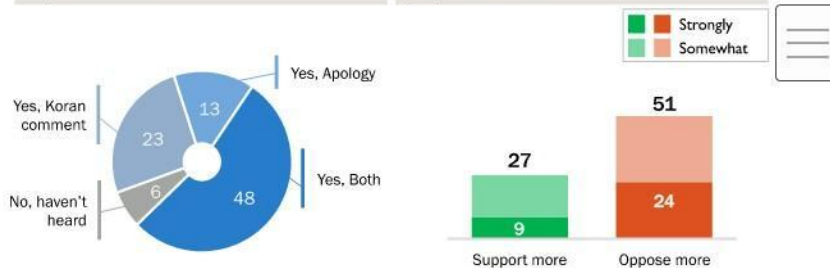 Strongly
Somewhat
Yes, Apology
13
Yes, Koran
comment
23
Yes, Both
48
No, haven't
heard
6
51
27
24
9
Support more
Oppose more